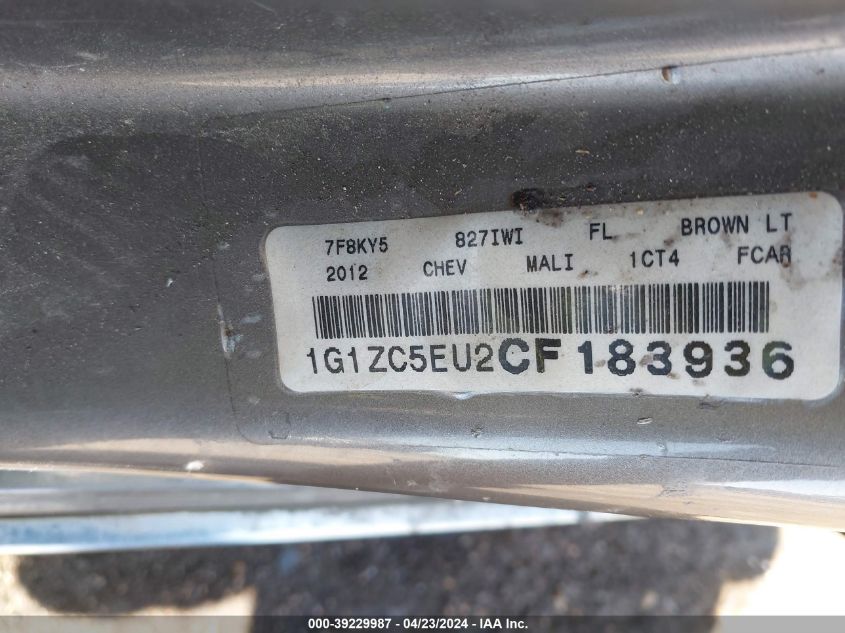 7F8KY5 827IWI FL BROWN LT
2012 CHEV MALI 1CT4 FCAR
1G1ZC5EU2CF183936
000-39229987 - 04/23/2024 - IAA Inc.